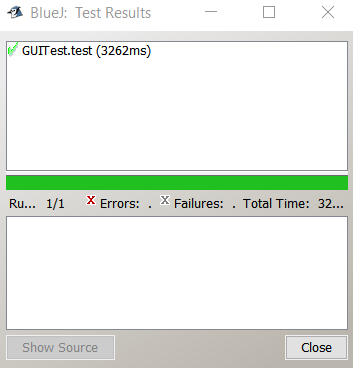 BlueJ: Test Results
GUITest.test (3262ms)
Ru... 1/1 X Errors: . X Failures: . Total Time: 32...
Show Source Close